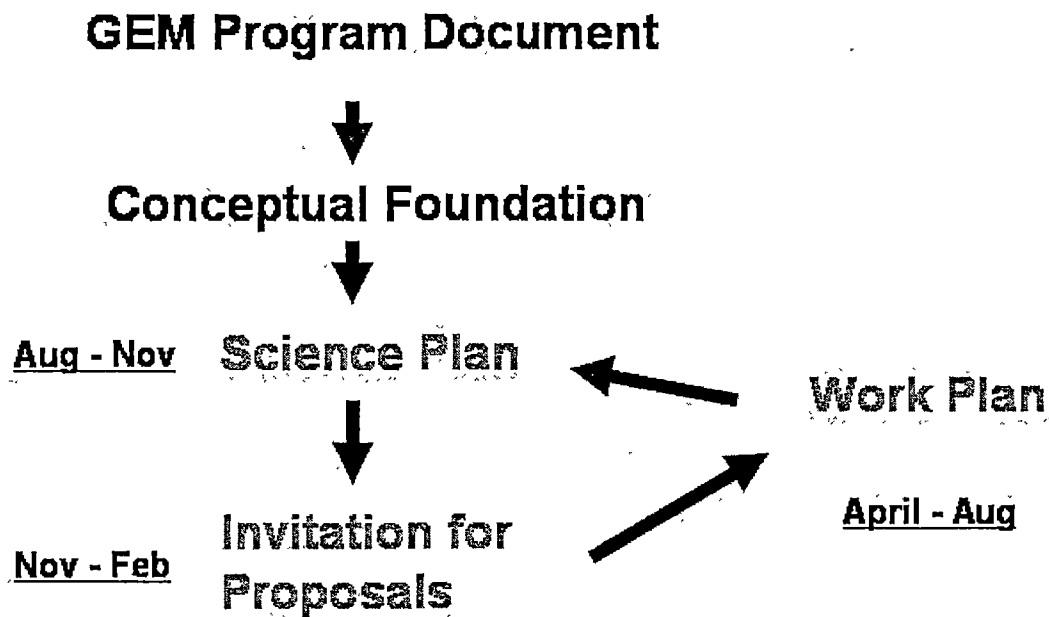 GEM Program Document
Conceptual Foundation
Aug - Nov
Science Plan
Work Plan
April - Aug
Nov - Feb
Invitation for
Proposals